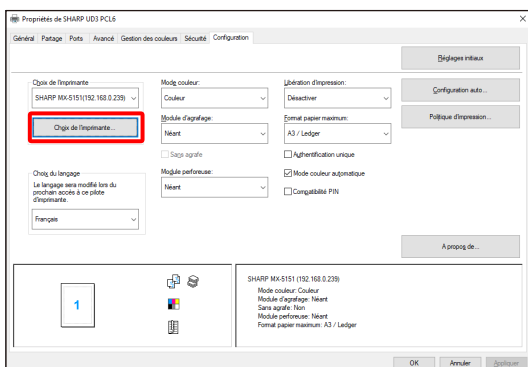 Propriétés de SHARP UD3 PCL6
Général Partage Ports Avancé Gestion des couleurs Sécurité Configuration
Réglages initiaux
Choix de l'imprimante
SHARP MX-5151(192.168.0.239)
Choix de l'imprimante...
Choix du langage
Le langage sera modifié lors du
prochain accès à ce pilote
d'imprimante.
Français
Mode couleur:
Couleur
Module d'agrafage:
Néant
Sans agrafe
Module perforeuse:
Néant
Libération d'impression:
Désactiver
Format papier maximum:
A3 / Ledger
Authentification unique
Mode couleur automatique
Compatibilité PIN
Configuration auto...
Politique d'impression...
A propos de...
1
SHARP MX-5151 (192.168.0.239)
Mode couleur: Couleur
Module d'agrafage: Néant
Sans agrafe: Non
Module perforeuse: Néant
Format papier maximum: A3 / Ledger
OK Annuler Appliquer